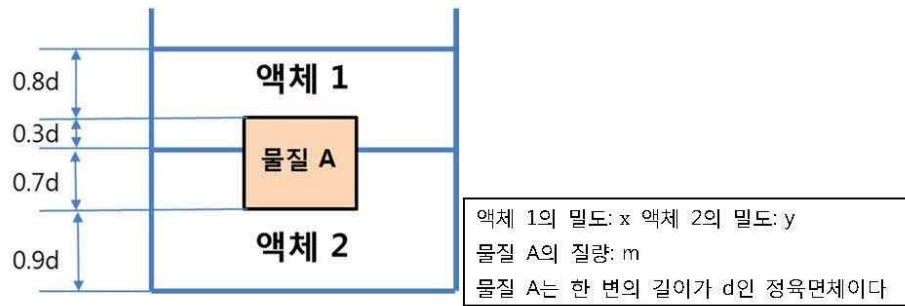 0.8d
액체 1
0.3d
물질 A
0.7d
액체 2
0.9d
액체 1의 밀도: x 액체 2의 밀도: y
물질 A의 질량: m
물질 A는 한 변의 길이가 d인 정육면체이다